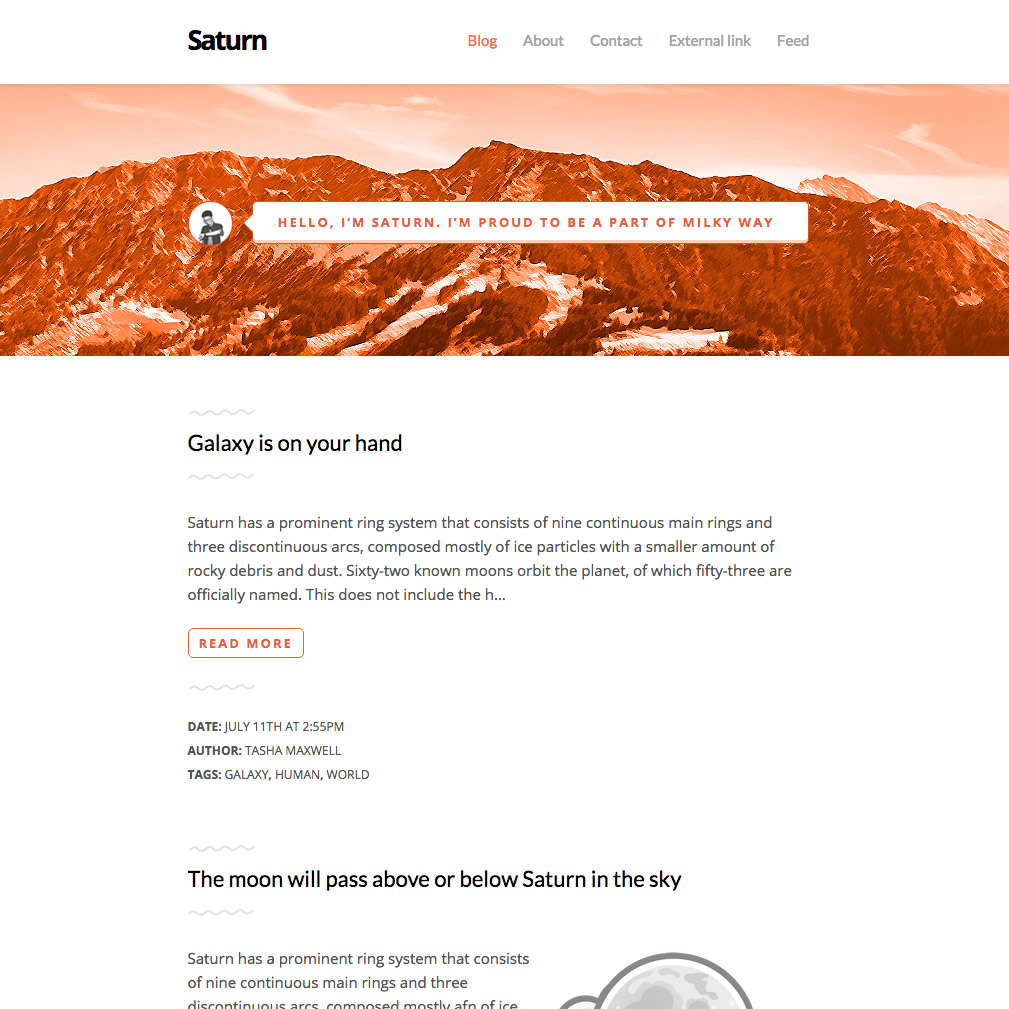 Saturn
Blog About Contact External link Feed
HELLO, I'M SATURN. I'M PROUD TO BE A PART OF MILKY WAY
Galaxy is on your hand
Saturn has a prominent ring system that consists of nine continuous main rings and
three discontinuous arcs, composed mostly of ice particles with a smaller amount of
rocky debris and dust. Sixty-two known moons orbit the planet, of which fifty-three are
officially named. This does not include the h...
READ MORE
DATE: JULY 11TH AT 2:55PM
AUTHOR: TASHA MAXWELL
TAGS: GALAXY, HUMAN, WORLD
The moon will pass above or below Saturn in the sky
Saturn has a prominent ring system that consists
of nine continuous main rings and three
discontinuous arcs, composed mostly afn of ice